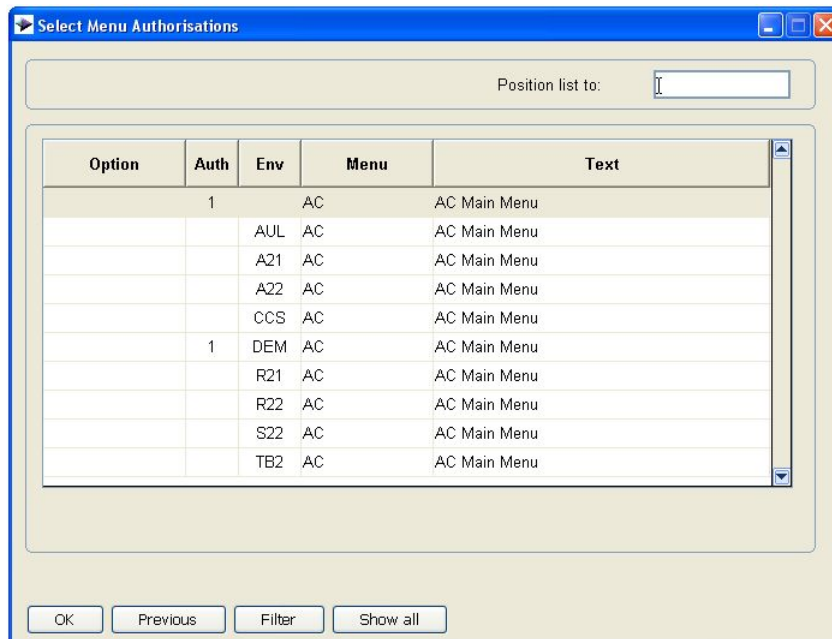 Select Menu Authorisations
Position list to:
Option Auth Env Menu Text
1 AC AC Main Menu
AUL AC AC Main Menu
A21 AC AC Main Menu
A22 AC AC Main Menu
CCS AC AC Main Menu
1 DEM AC AC Main Menu
R21 AC AC Main Menu
R22 AC AC Main Menu
S22 AC AC Main Menu
TB2 AC AC Main Menu
OK Previous Filter Show all